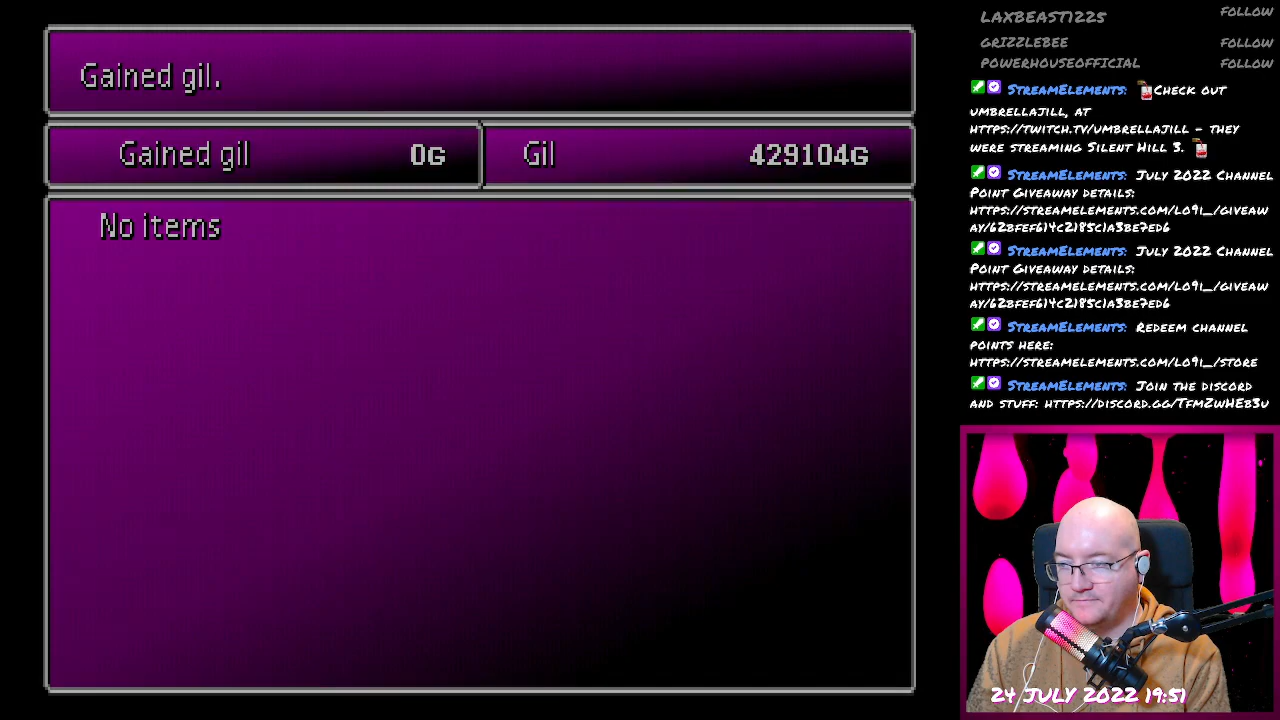 Gained gil.
Gained gil 0G
Gil 429104G
No items
LAXBEAST1225 FOLLOW
GRIZZLEBEE FOLLOW
POWERHOUSEOFFICIAL FOLLOW
StreamElements: Check out
umbrellajill, at
https://twitch.tv/umbrellajill - they
were streaming Silent Hill 3.
StreamElements: July 2022 Channel
Point Giveaway details:
https://streamelements.com/lo91_/giveaw
ay/62bfef614c2185c1a3be7ed6
StreamElements: July 2022 Channel
Point Giveaway details:
https://streamelements.com/lo91_/giveaw
ay/62bfef614c2185c1a3be7ed6
StreamElements: Redeem channel
points here:
https://streamelements.com/lo91_/store
StreamElements: Join the discord
and stuff: https://discord.gg/TfmZwHEb3u
24 JULY 2022 19:51